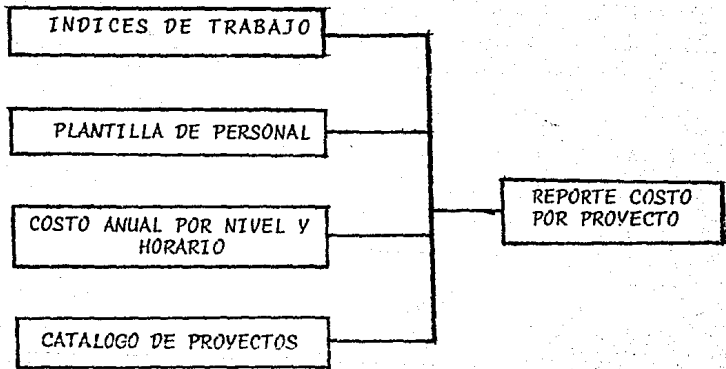 INDICES DE TRABAJO
PLANTILLA DE PERSONAL
COSTO ANUAL POR NIVEL Y
HORARIO
CATALOGO DE PROYECTOS
REPORTE COSTO
POR PROYECTO